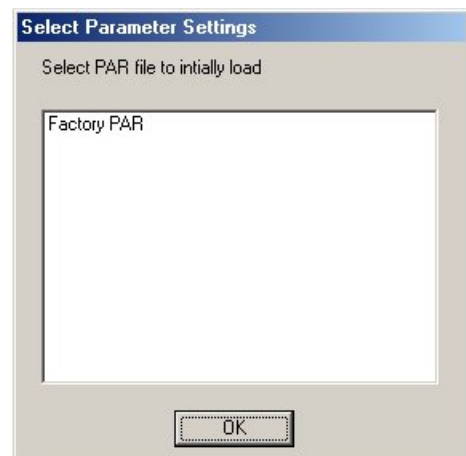 Select Parameter Settings
Select PAR file to intially load
Factory PAR
OK